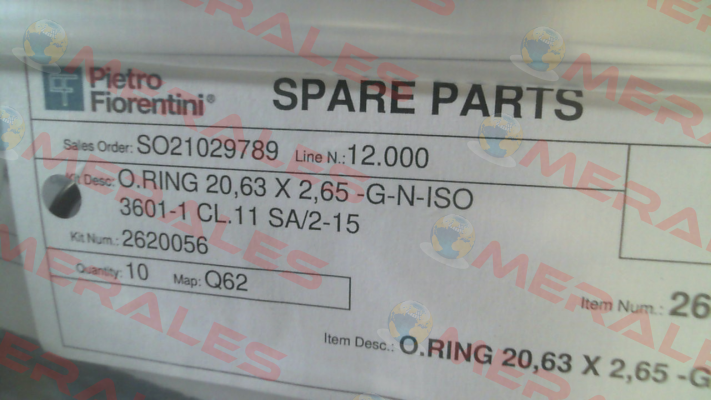 Pietro
Fiorentini®
SPARE PARTS
Sales Order: SO21029789 Line N.: 12.000
Kit Desc: O.RING 20,63 X 2,65 -G-N-ISO
3601-1 CL.11 SA/2-15
Kit Num.: 2620056
Quantity: 10 Map: Q62
Item Num.: 26
Item Desc.: O.RING 20,63 X 2,65 -G
MERALES